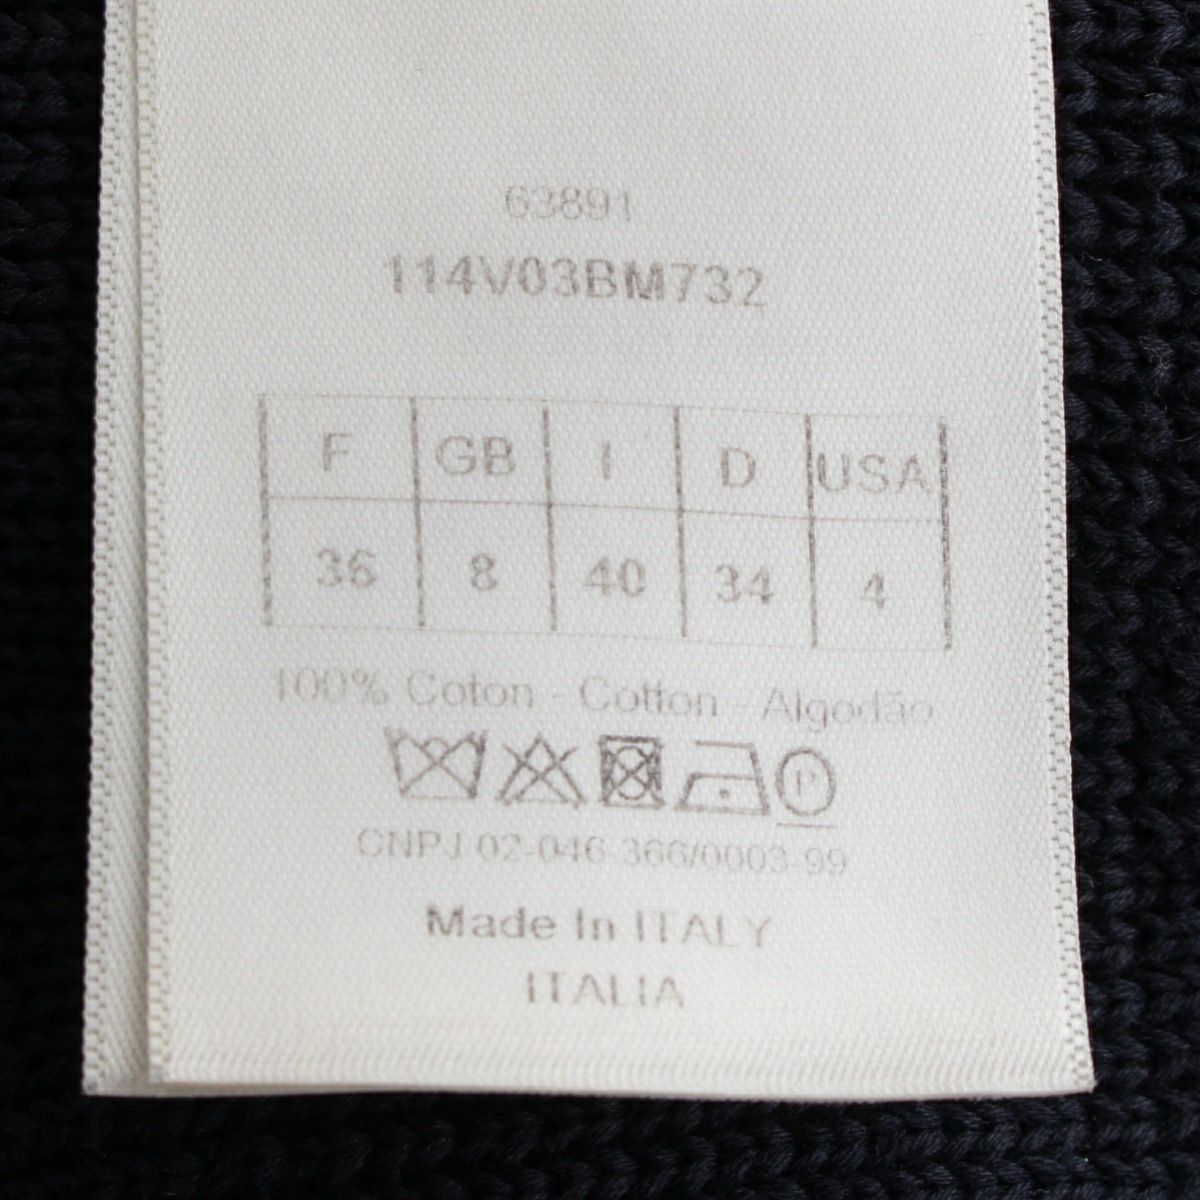 63891
114V03BM732
F GB I D USA
36 8 40 34 4
100% Coton - Cotton - Algodão
P
CNPJ 02-046-366/0003-99
Made In ITALY
ITALIA